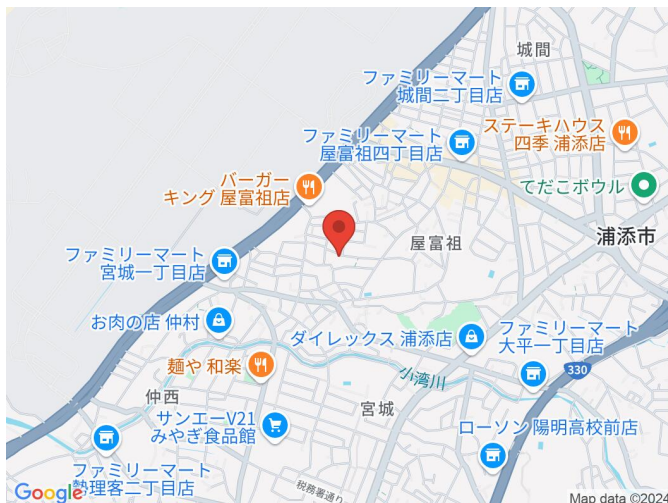 城間
ファミリーマート
城間二丁目店
ステーキハウス
四季 浦添店
ファミリーマート
屋富祖四丁目店
てだこボウル
バーガー
キング 屋富祖店
浦添市
屋富祖
ファミリーマート
宮城一丁目店
お肉の店 仲村
ダイレックス 浦添店
ファミリーマート
大平一丁目店
麺や 和楽
小湾川
330
仲西
宮城
サンエーV21
みやぎ食品館
ローソン 陽明高校前店
ファミリーマート
勢理客二丁目店
税務署通り
Google
Map data ©2024